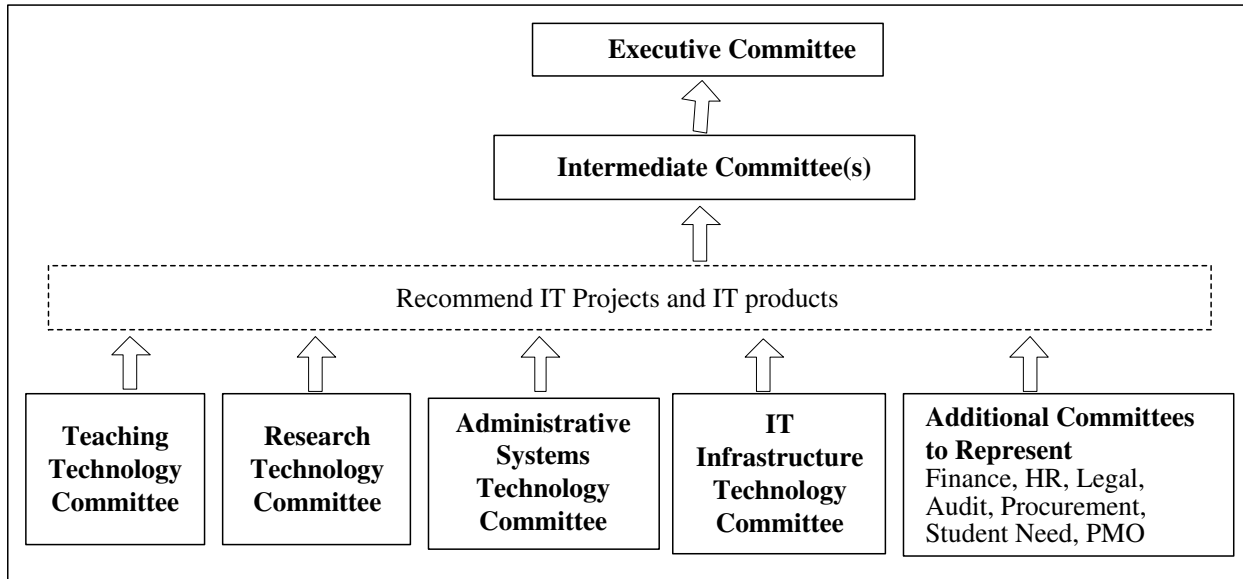 Executive Committee
Intermediate Committee(s)
Recommend IT Projects and IT products
Teaching
Technology
Committee
Research
Technology
Committee
Administrative
Systems
Technology
Committee
IT
Infrastructure
Technology
Committee
Additional Committees
to Represent
Finance, HR, Legal,
Audit, Procurement,
Student Need, PMO